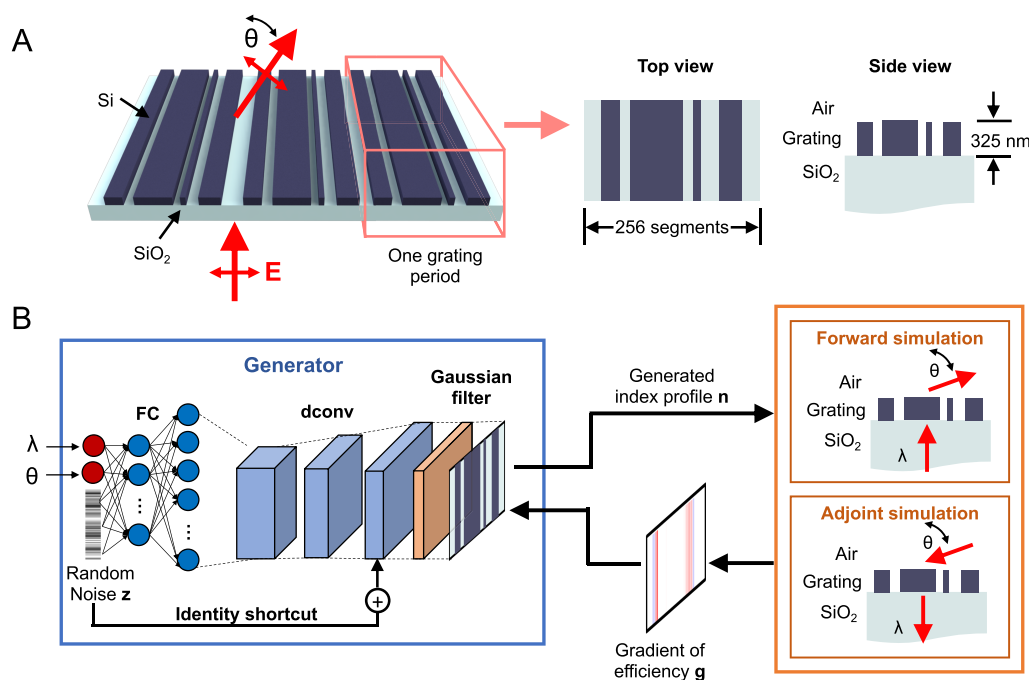 A
θ
Si
SiO₂
E
One grating
period
Top view
256 segments
Side view
Air
Grating
SiO₂
325 nm
B
Generator
FC
dconv
Gaussian
filter
λ
θ
...
...
...
Random
Noise z
Identity shortcut
+
Generated
index profile n
Gradient of
efficiency g
Forward simulation
θ
Air
Grating
SiO₂
λ
Adjoint simulation
θ
Air
Grating
SiO₂
λ